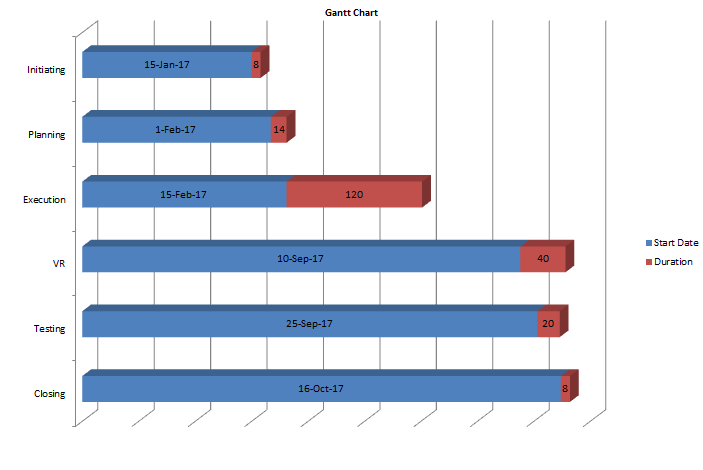 Gantt Chart
Initiating
15-Jan-17
8
Planning
1-Feb-17
14
Execution
15-Feb-17
120
VR
10-Sep-17
40
Start Date
Duration
Testing
25-Sep-17
20
Closing
16-Oct-17
8